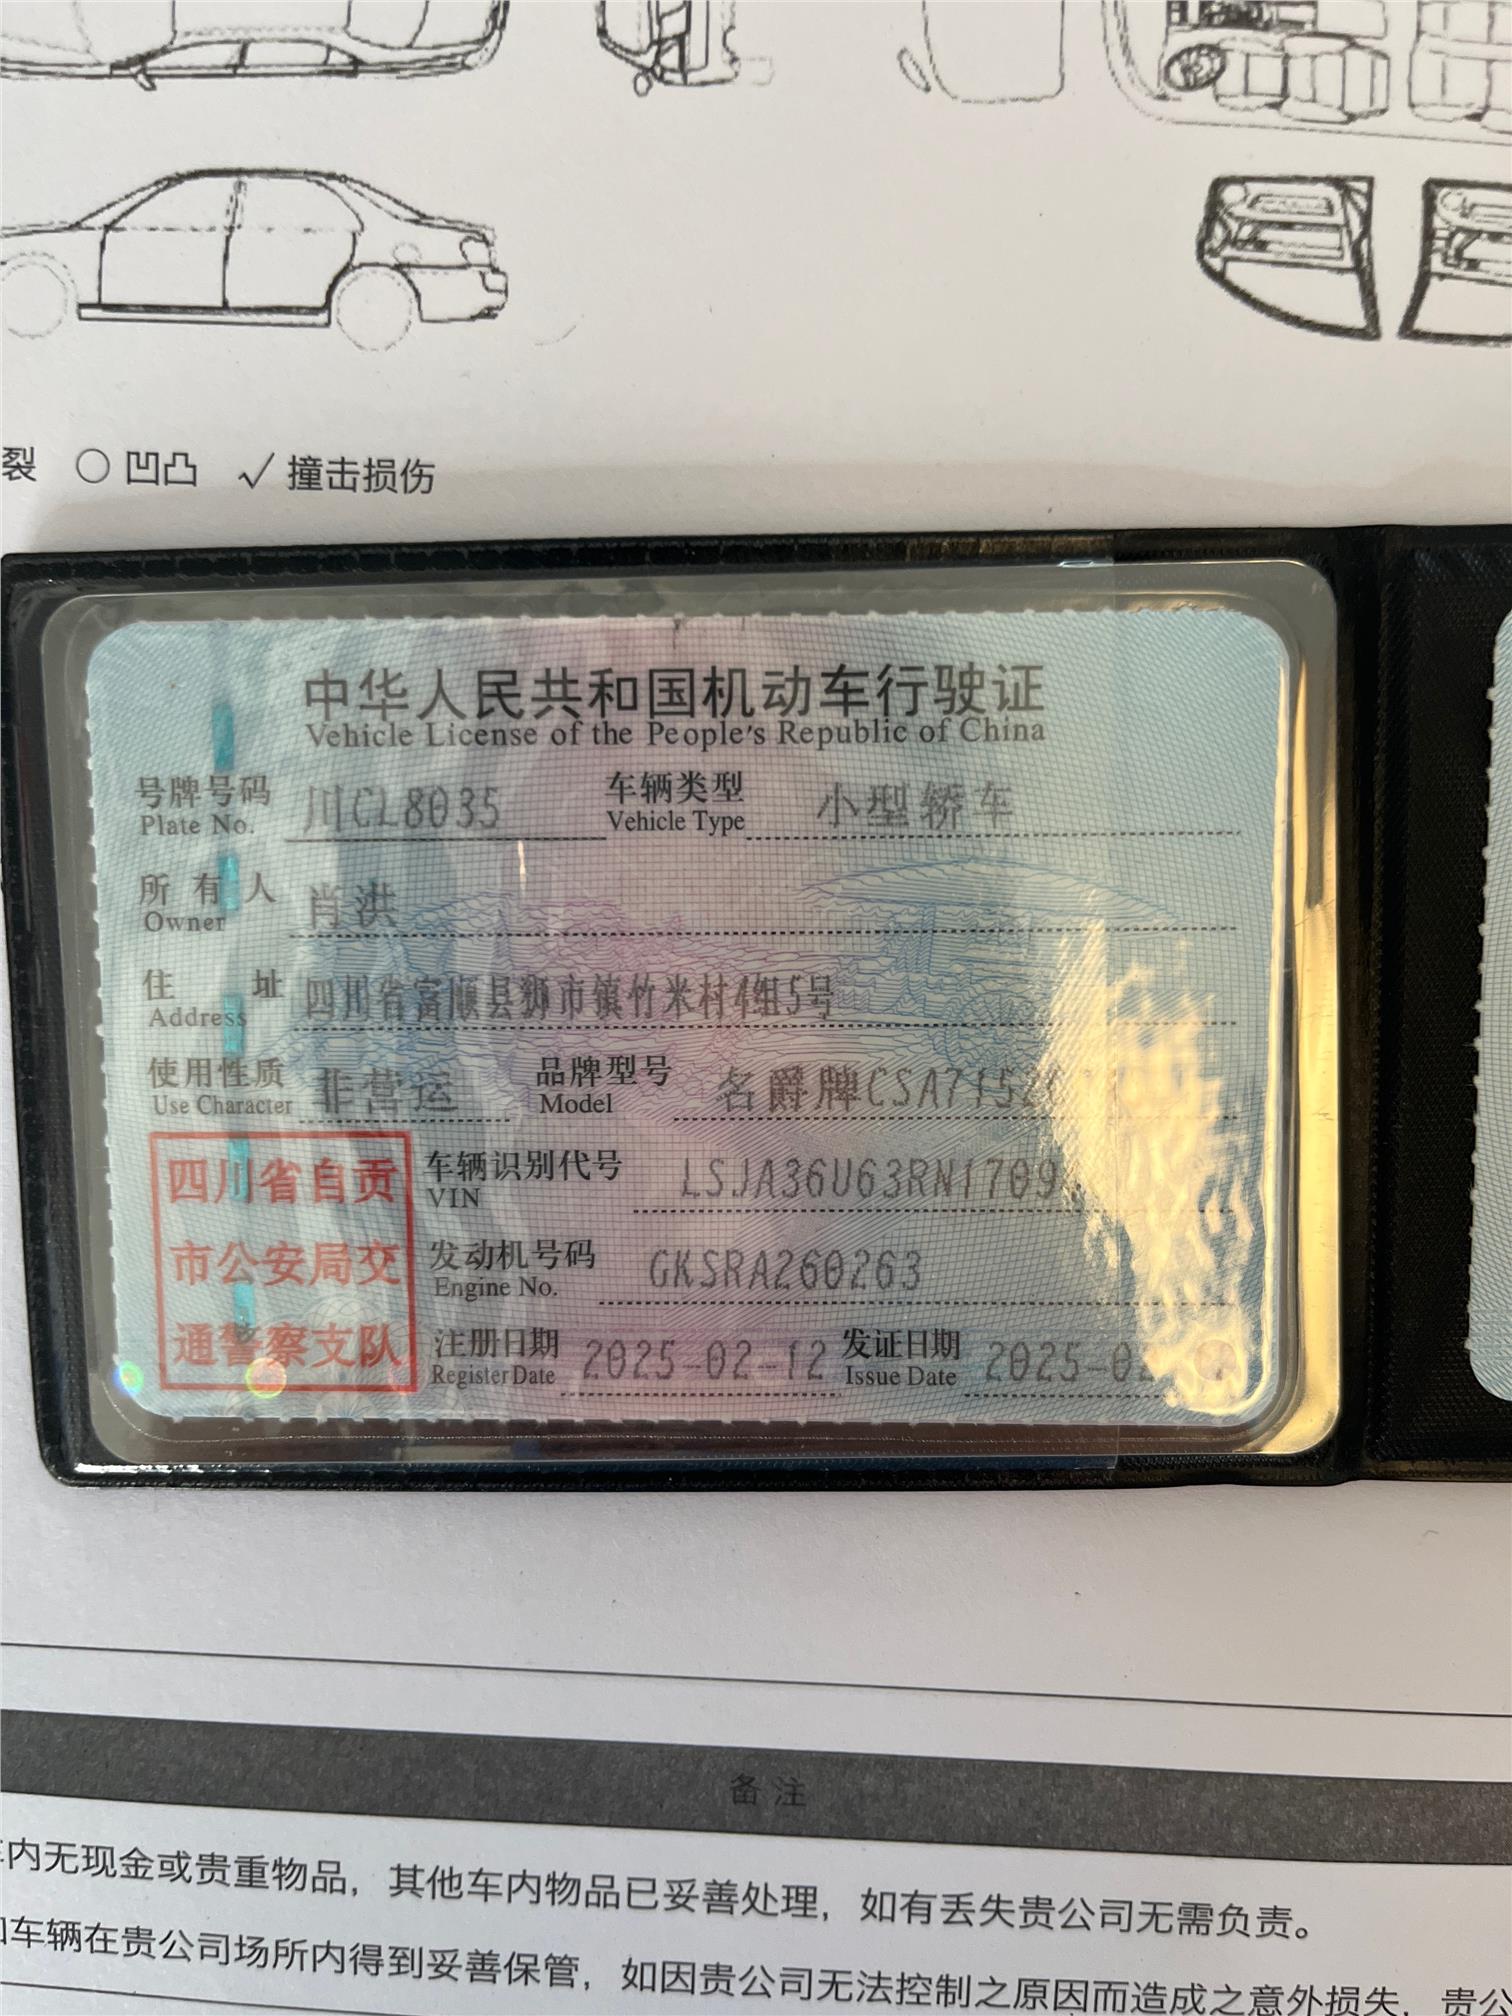 裂 ○ 凹凸 √ 撞击损伤
中华人民共和国机动车行驶证
Vehicle License of the People's Republic of China
号牌号码 川CL8035 车辆类型 小型轿车
Plate No. Vehicle Type
所有人 肖洪
Owner
住址 四川省富顺县狮市镇竹米村4组5号
Address
使用性质 非营运 品牌型号 名爵牌CSA7152
Use Character Model
四川省自贡 车辆识别代号 LSJA36U63RN1709
VIN
市公安局交 发动机号码 GKSRA260263
Engine No.
通警察支队 注册日期 2025-02-12 发证日期 2025-0
Register Date Issue Date
备注
内无现金或贵重物品，其他车内物品已妥善处理，如有丢失贵公司无需负责。
车辆在贵公司场所内得到妥善保管，如因贵公司无法控制之原因而造成之意外损失，贵公